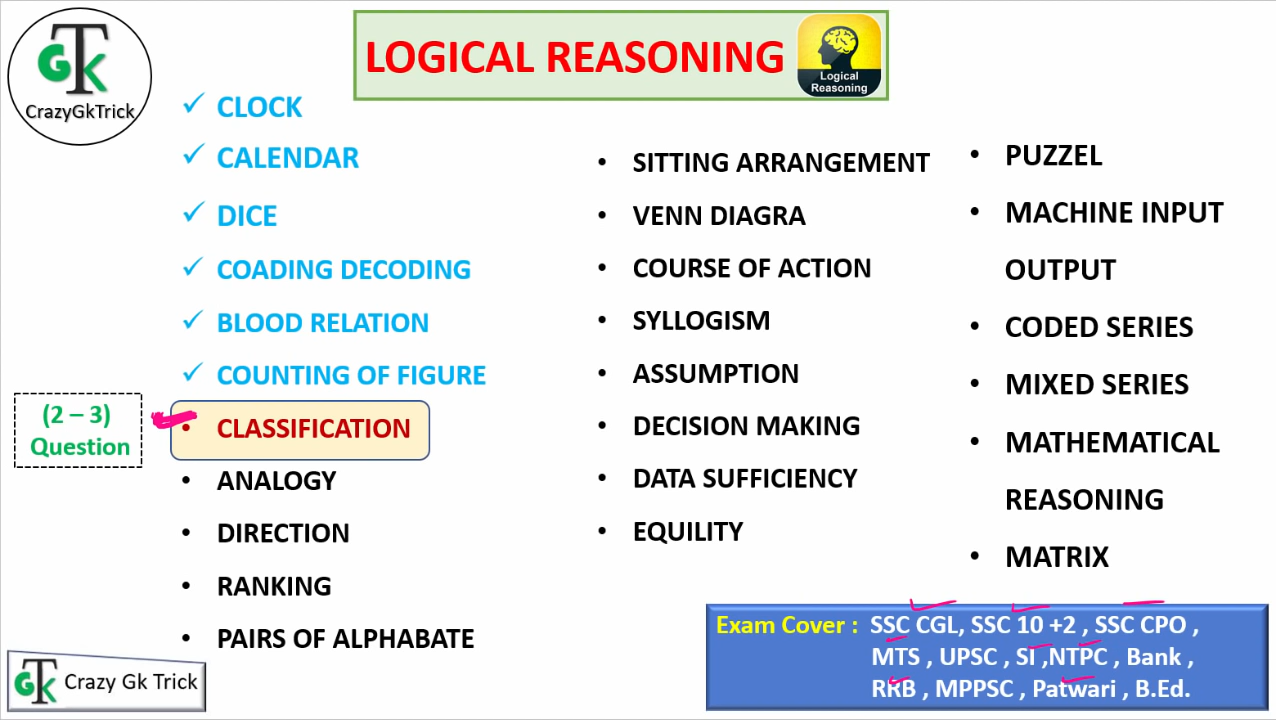 GTK
CrazyGkTrick
LOGICAL REASONING
Logical
Reasoning
CLOCK
CALENDAR
DICE
COADING DECODING
BLOOD RELATION
COUNTING OF FIGURE
(2 – 3)
Question
CLASSIFICATION
ANALOGY
DIRECTION
RANKING
PAIRS OF ALPHABATE
SITTING ARRANGEMENT
VENN DIAGRA
COURSE OF ACTION
SYLLOGISM
ASSUMPTION
DECISION MAKING
DATA SUFFICIENCY
EQUILITY
PUZZEL
MACHINE INPUT
OUTPUT
CODED SERIES
MIXED SERIES
MATHEMATICAL
REASONING
MATRIX
Exam Cover : SSC CGL, SSC 10 +2 , SSC CPO ,
MTS , UPSC , SI ,NTPC , Bank ,
RRB , MPPSC , Patwari , B.Ed.
GTK Crazy Gk Trick